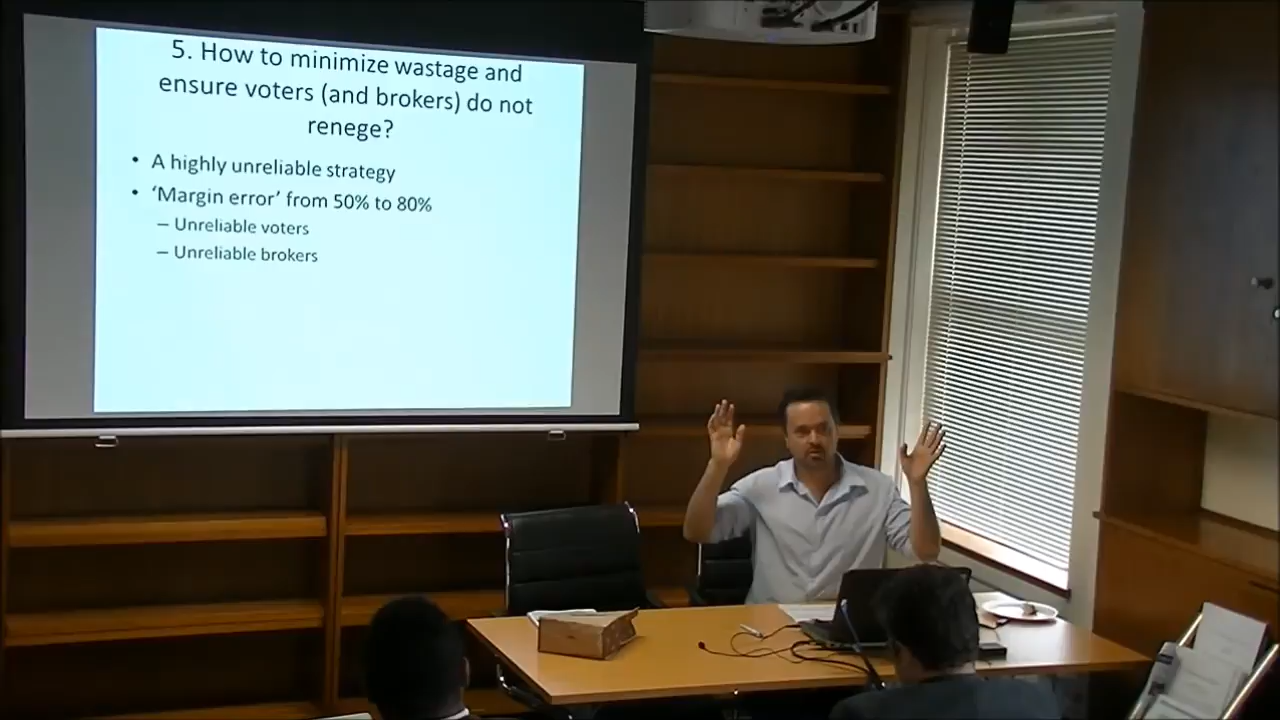 5. How to minimize wastage and
ensure voters (and brokers) do not
renege?
• A highly unreliable strategy
• ‘Margin error’ from 50% to 80%
– Unreliable voters
– Unreliable brokers